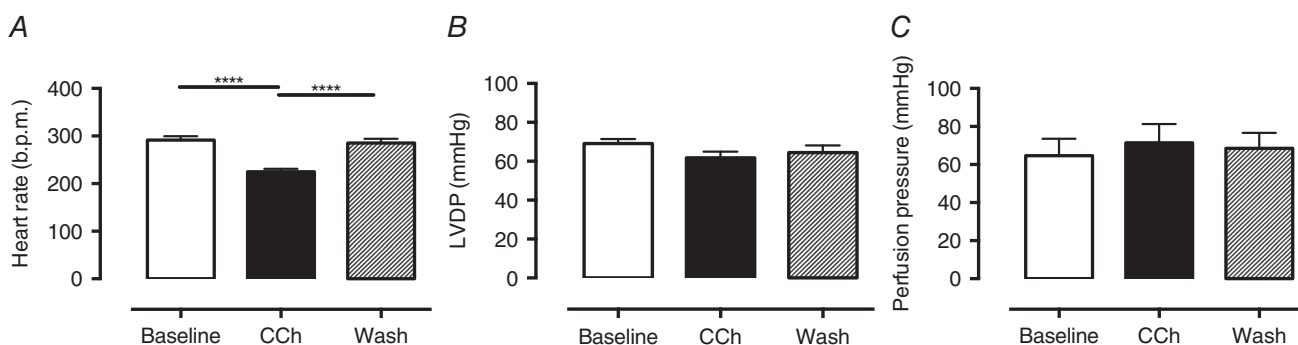 A
Heart rate (b.p.m.)
400
300
200
100
0
****
****
Baseline
CCh
Wash
B
LVDP (mmHg)
100
80
60
40
20
0
Baseline
CCh
Wash
C
Perfusion pressure (mmHg)
100
80
60
40
20
0
Baseline
CCh
Wash